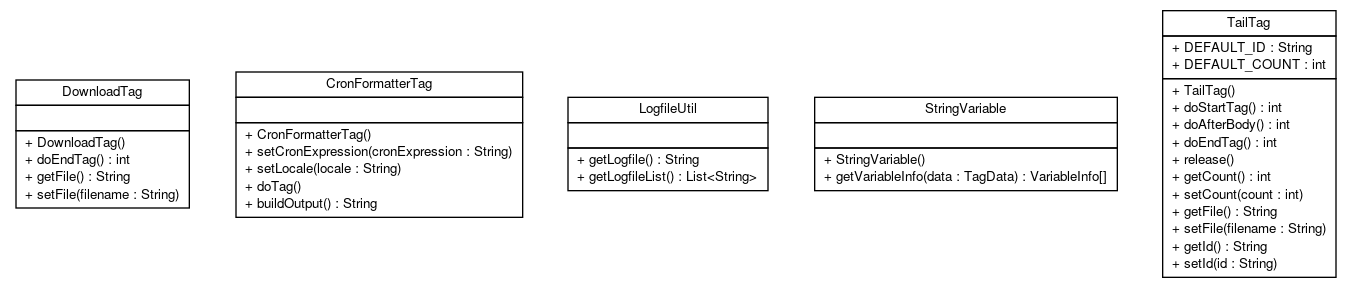 DownloadTag
+ DownloadTag()
+ doEndTag() : int
+ getFile() : String
+ setFile(filename : String)
CronFormatterTag
+ CronFormatterTag()
+ setCronExpression(cronExpression : String)
+ setLocale(locale : String)
+ doTag()
+ buildOutput() : String
LogfileUtil
+ getLogfile() : String
+ getLogfileList() : List<String>
StringVariable
+ StringVariable()
+ getVariableInfo(data : TagData) : VariableInfo[]
TailTag
+ DEFAULT_ID : String
+ DEFAULT_COUNT : int
+ TailTag()
+ doStartTag() : int
+ doAfterBody() : int
+ doEndTag() : int
+ release()
+ getCount() : int
+ setCount(count : int)
+ getFile() : String
+ setFile(filename : String)
+ getId() : String
+ setId(id : String)